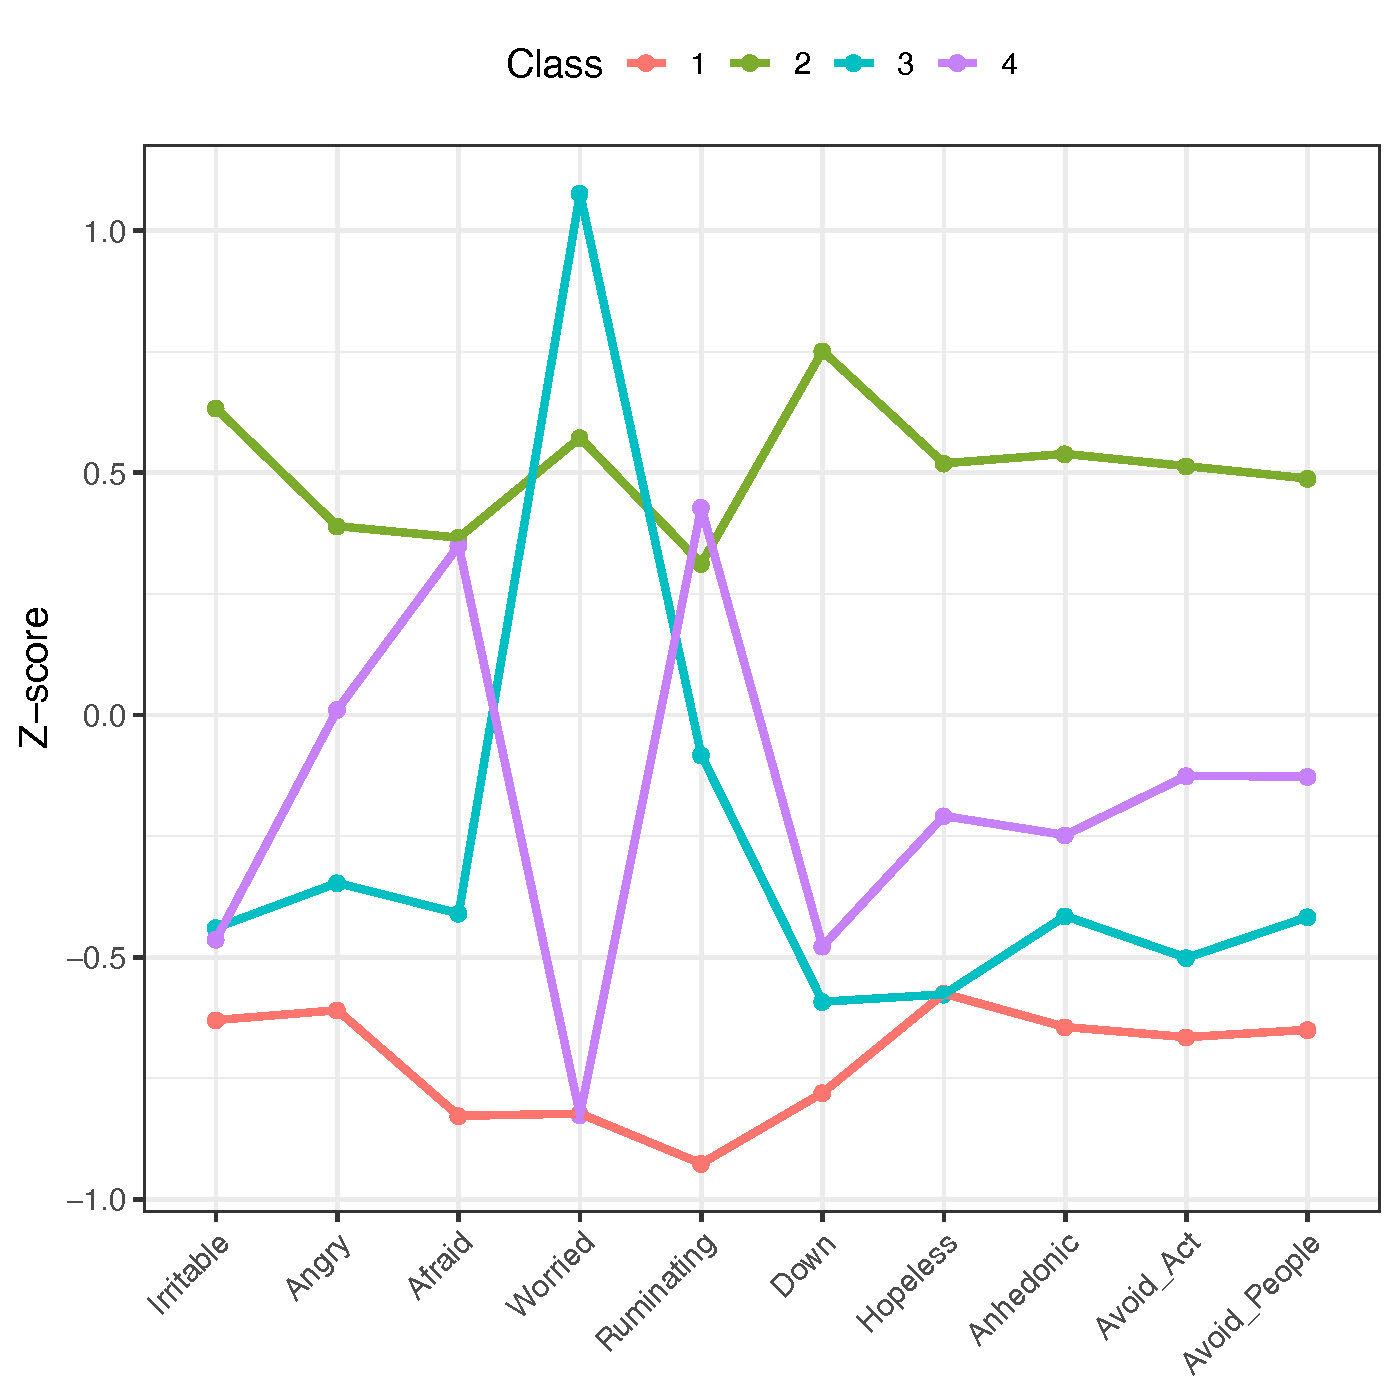 Class 1 2 3 4
Z−score
1.0
0.5
0.0
−0.5
−1.0
Irritable
Angry
Afraid
Worried
Ruminating
Down
Hopeless
Anhedonic
Avoid_Act
Avoid_People